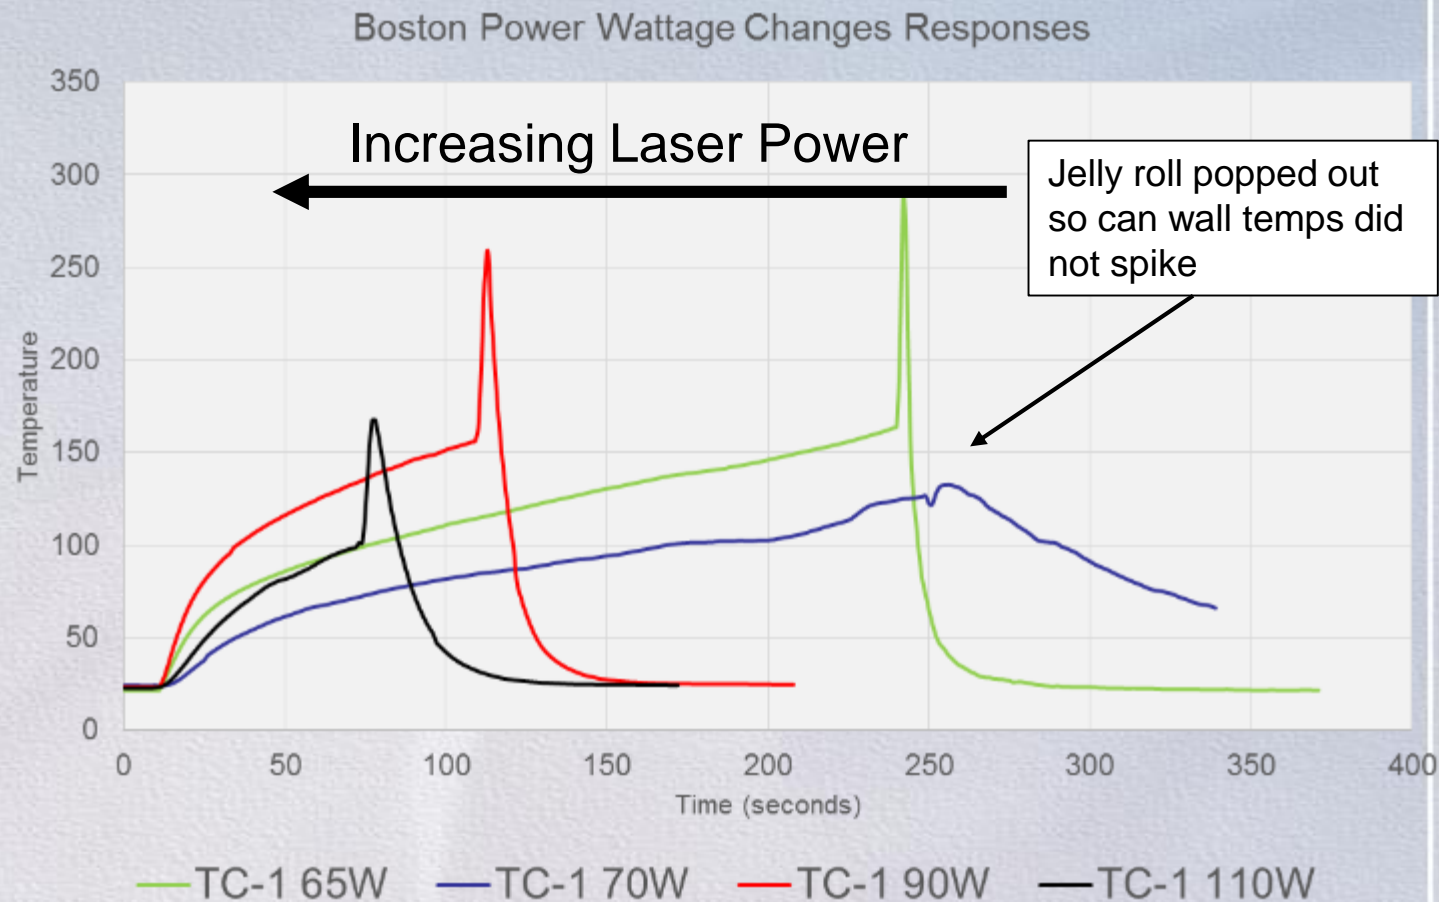 Boston Power Wattage Changes Responses
350
300
250
200
150
100
50
0
Temperature
Increasing Laser Power
Jelly roll popped out
so can wall temps did
not spike
0 50 100 150 200 250 300 350 400
Time (seconds)
TC-1 65W TC-1 70W TC-1 90W TC-1 110W